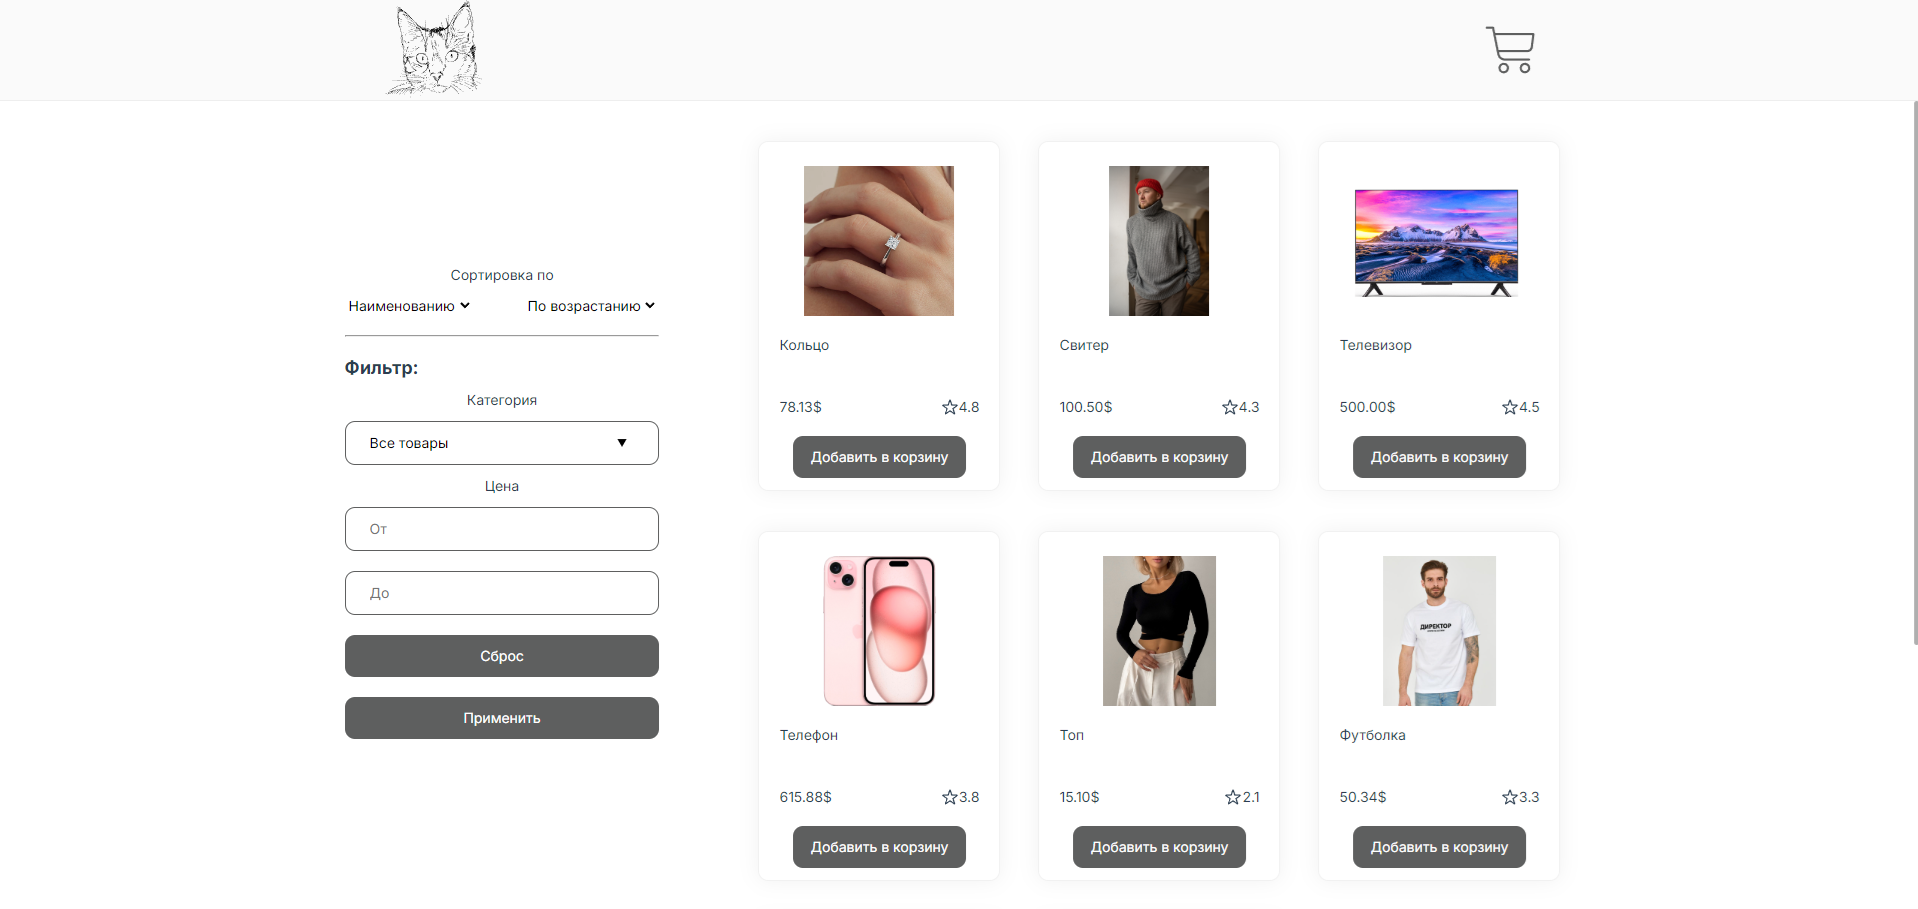 Сортировка по
Наименованию
По возрастанию
Фильтр:
Категория
Все товары
Цена
От
До
Сброс
Применить
Кольцо
78.13$
4.8
Добавить в корзину
Свитер
100.50$
4.3
Добавить в корзину
Телевизор
500.00$
4.5
Добавить в корзину
Телефон
615.88$
3.8
Добавить в корзину
Топ
15.10$
2.1
Добавить в корзину
ДИРЕКТОР
Футболка
50.34$
3.3
Добавить в корзину